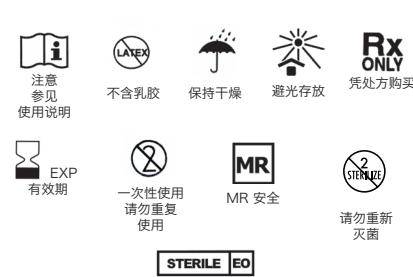 i
LATEX
Rx
ONLY
注意
参见
使用说明
不含乳胶
保持干燥
避光存放
凭处方购买
EXP
有效期
2
一次性使用
请勿重复
使用
MR
MR 安全
2
STERILIZE
请勿重新
灭菌
STERILE EO